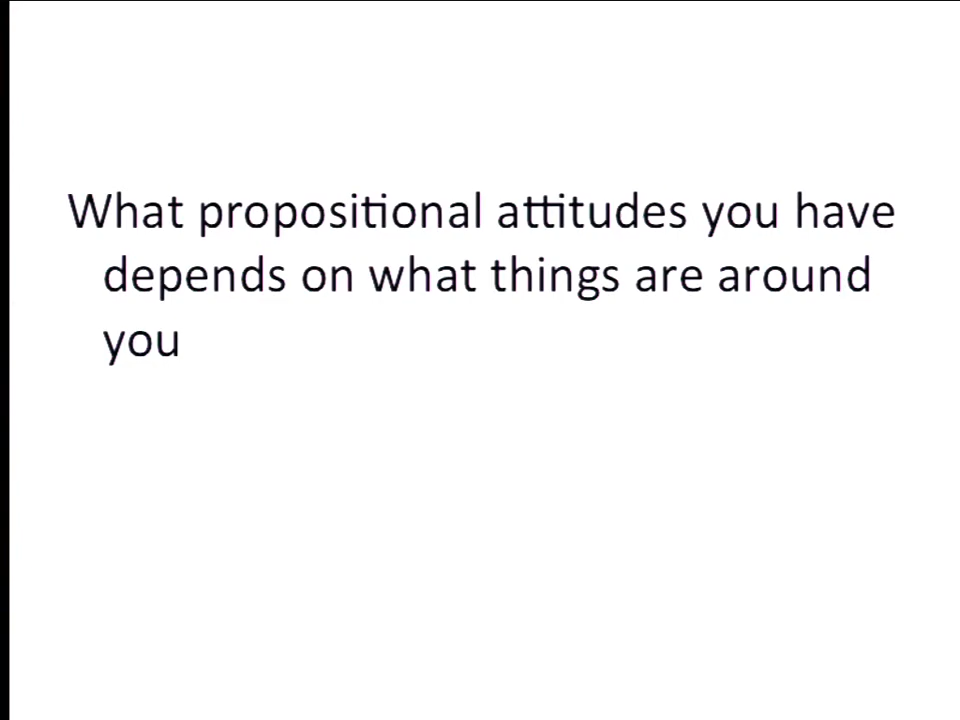 What propositional attitudes you have
depends on what things are around
you